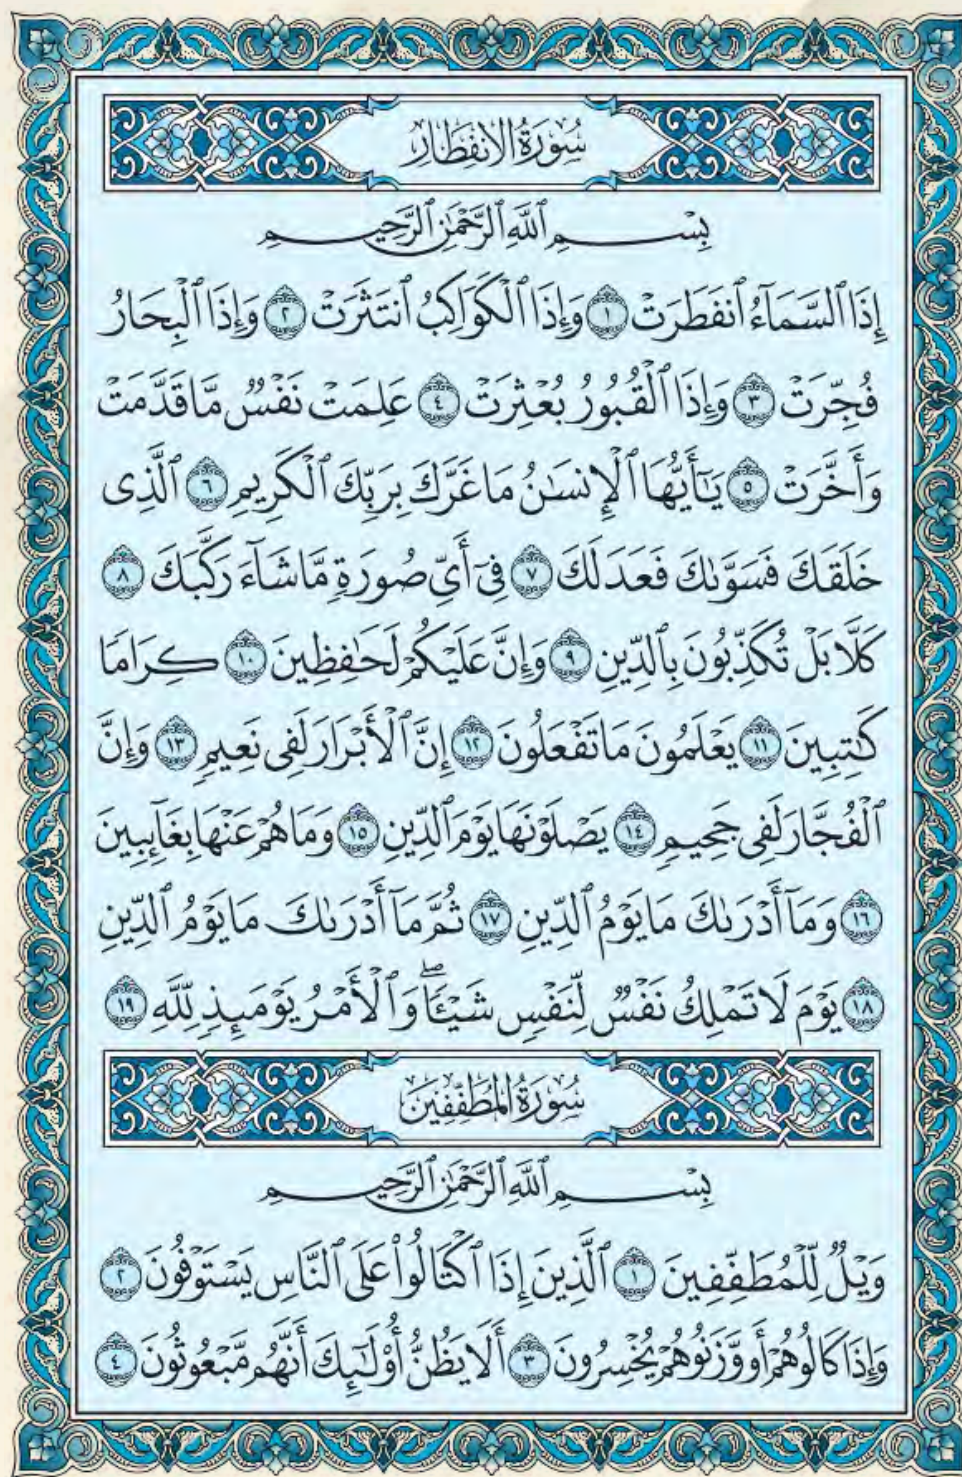 سُورَةُ الانفِطَارِ
بِسْمِ ٱللَّهِ ٱلرَّحْمَٰنِ ٱلرَّحِيمِ
إِذَا ٱلسَّمَآءُ ٱنفَطَرَتْ ١ وَإِذَا ٱلْكَوَاكِبُ ٱنتَثَرَتْ ٢ وَإِذَا ٱلْبِحَارُ
فُجِّرَتْ ٣ وَإِذَا ٱلْقُبُورُ بُعْثِرَتْ ٤ عَلِمَتْ نَفْسٌ مَّا قَدَّمَتْ
وَأَخَّرَتْ ٥ يَٰٓأَيُّهَا ٱلْإِنسَٰنُ مَا غَرَّكَ بِرَبِّكَ ٱلْكَرِيمِ ٦ ٱلَّذِى
خَلَقَكَ فَسَوَّىٰكَ فَعَدَلَكَ ٧ فِىٓ أَىِّ صُورَةٍ مَّا شَآءَ رَكَّبَكَ ٨
كَلَّا بَلْ تُكَذِّبُونَ بِٱلدِّينِ ٩ وَإِنَّ عَلَيْكُمْ لَحَٰفِظِينَ ١٠ كِرَامًا
كَٰتِبِينَ ١١ يَعْلَمُونَ مَا تَفْعَلُونَ ١٢ إِنَّ ٱلْأَبْرَارَ لَفِى نَعِيمٍ ١٣ وَإِنَّ
ٱلْفُجَّارَ لَفِى جَحِيمٍ ١٤ يَصْلَوْنَهَا يَوْمَ ٱلدِّينِ ١٥ وَمَا هُمْ عَنْهَا بِغَآئِبِينَ
١٦ وَمَآ أَدْرَىٰكَ مَا يَوْمُ ٱلدِّينِ ١٧ ثُمَّ مَآ أَدْرَىٰكَ مَا يَوْمُ ٱلدِّينِ
١٨ يَوْمَ لَا تَمْلِكُ نَفْسٌ لِّنَفْسٍ شَيْـًٔا ۖ وَٱلْأَمْرُ يَوْمَئِذٍ لِّلَّهِ ١٩
سُورَةُ المُطَفِّفِينَ
بِسْمِ ٱللَّهِ ٱلرَّحْمَٰنِ ٱلرَّحِيمِ
وَيْلٌ لِّلْمُطَفِّفِينَ ١ ٱلَّذِينَ إِذَا ٱكْتَالُوا۟ عَلَى ٱلنَّاسِ يَسْتَوْفُونَ ٢
وَإِذَا كَالُوهُمْ أَو وَّزَنُوهُمْ يُخْسِرُونَ ٣ أَلَا يَظُنُّ أُو۟لَٰٓئِكَ أَنَّهُم مَّبْعُوثُونَ ٤